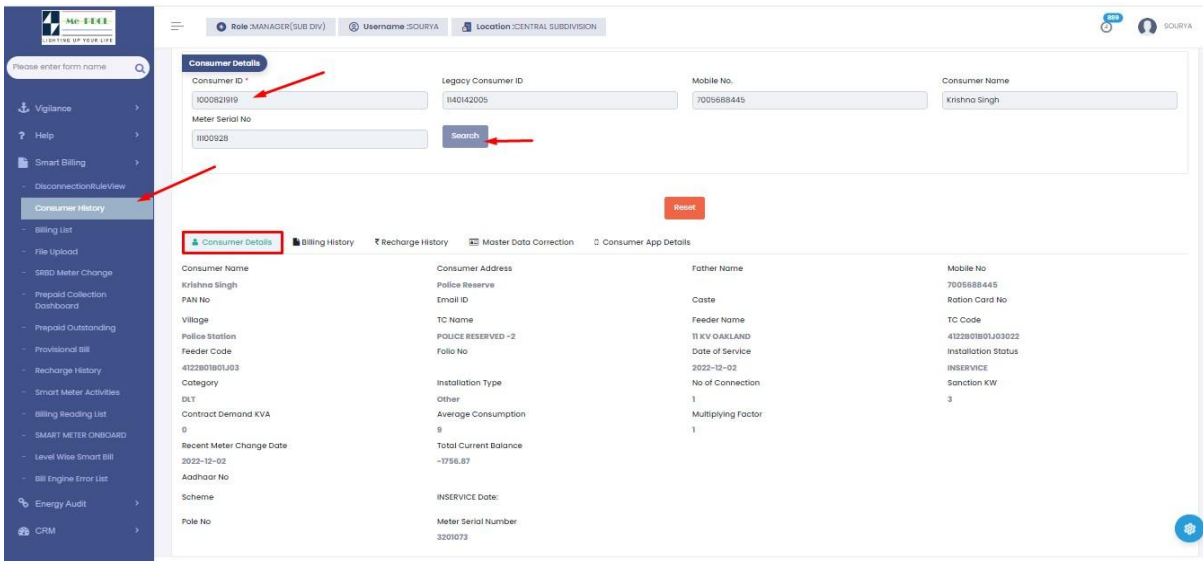 Me-PDCL
LIGHTING UP YOUR LIFE
Role :MANAGER(SUB DIV) Username :SOURYA Location :CENTRAL SUBDIVISION
889
SOURYA
Please enter form name
Vigilance
Help
Smart Billing
DisconnectionRuleView
Consumer History
Billing List
File Upload
SRBD Meter Change
Prepaid Collection
Dashboard
Prepaid Outstanding
Provisional Bill
Recharge History
Smart Meter Activities
Billing Reading List
SMART METER ONBOARD
Level Wise Smart Bill
Bill Engine Error List
Energy Audit
CRM
Consumer Details
Consumer ID * Legacy Consumer ID Mobile No. Consumer Name
1000821919 1140142005 7005688445 Krishna Singh
Meter Serial No
11100928 Search
Reset
Consumer Details Billing History ₹ Recharge History Master Data Correction Consumer App Details
Consumer Name Consumer Address Father Name Mobile No
Krishna Singh Police Reserve 7005688445
PAN No Email ID Caste Ration Card No
Village TC Name Feeder Name TC Code
Police Station POLICE RESERVED -2 11 KV OAKLAND 4122B01B01J03022
Feeder Code Folio No Date of Service Installation Status
4122B01B01J03 2022-12-02 INSERVICE
Category Installation Type No of Connection Sanction KW
DLT Other 1 3
Contract Demand KVA Average Consumption Multiplying Factor
0 9 1
Recent Meter Change Date Total Current Balance
2022-12-02 -1756.87
Aadhaar No
Scheme INSERVICE Date:
Pole No Meter Serial Number
3201073